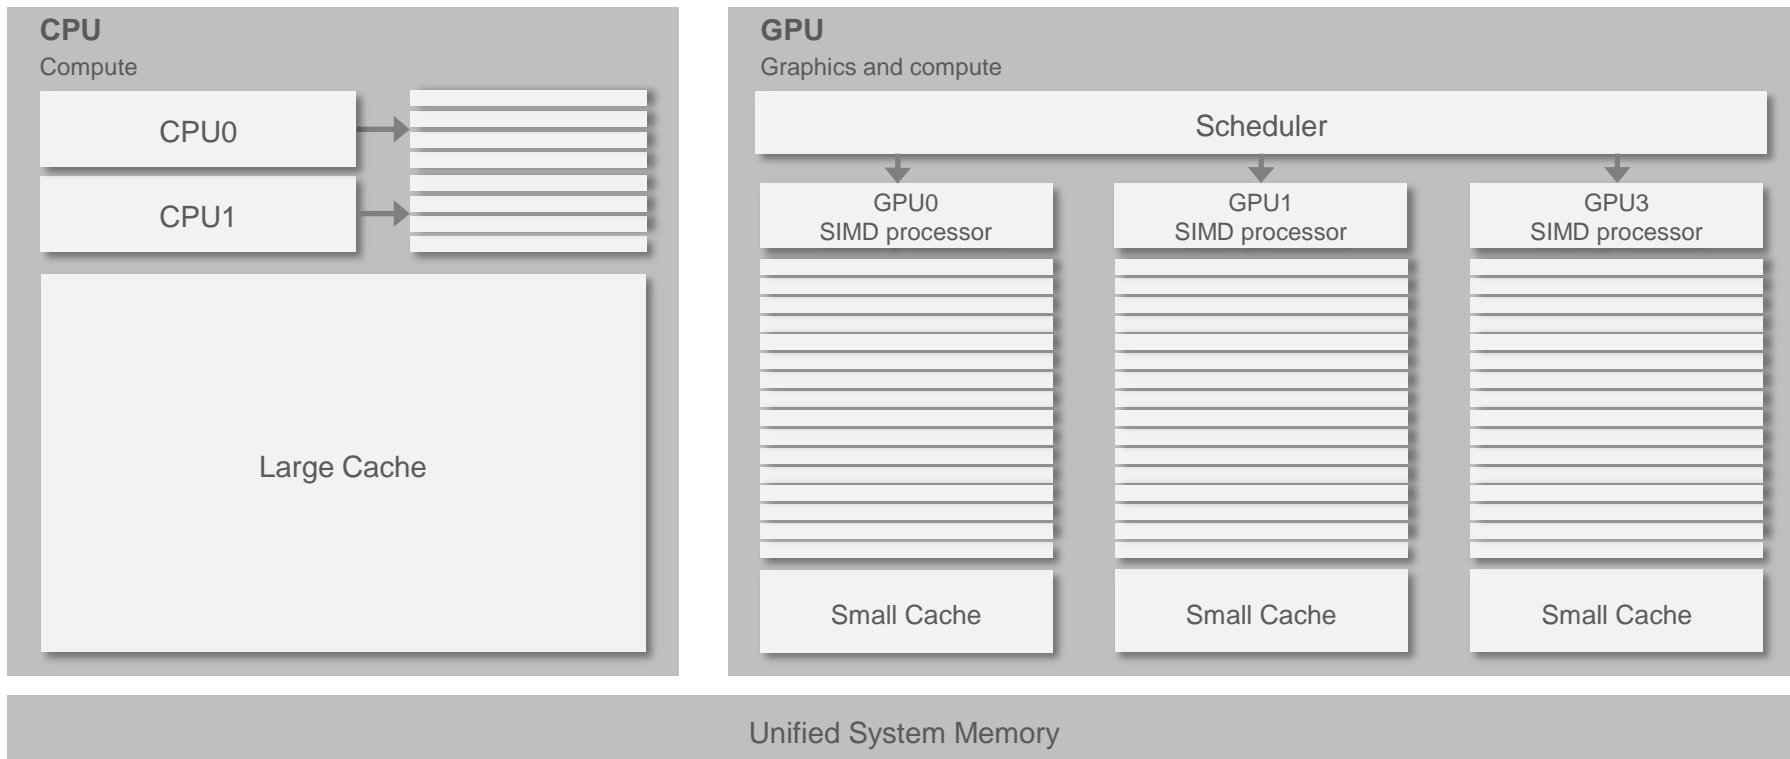 CPU
Compute
CPU0
CPU1
Large Cache
GPU
Graphics and compute
Scheduler
GPU0
SIMD processor
GPU1
SIMD processor
GPU3
SIMD processor
Small Cache
Small Cache
Small Cache
Unified System Memory